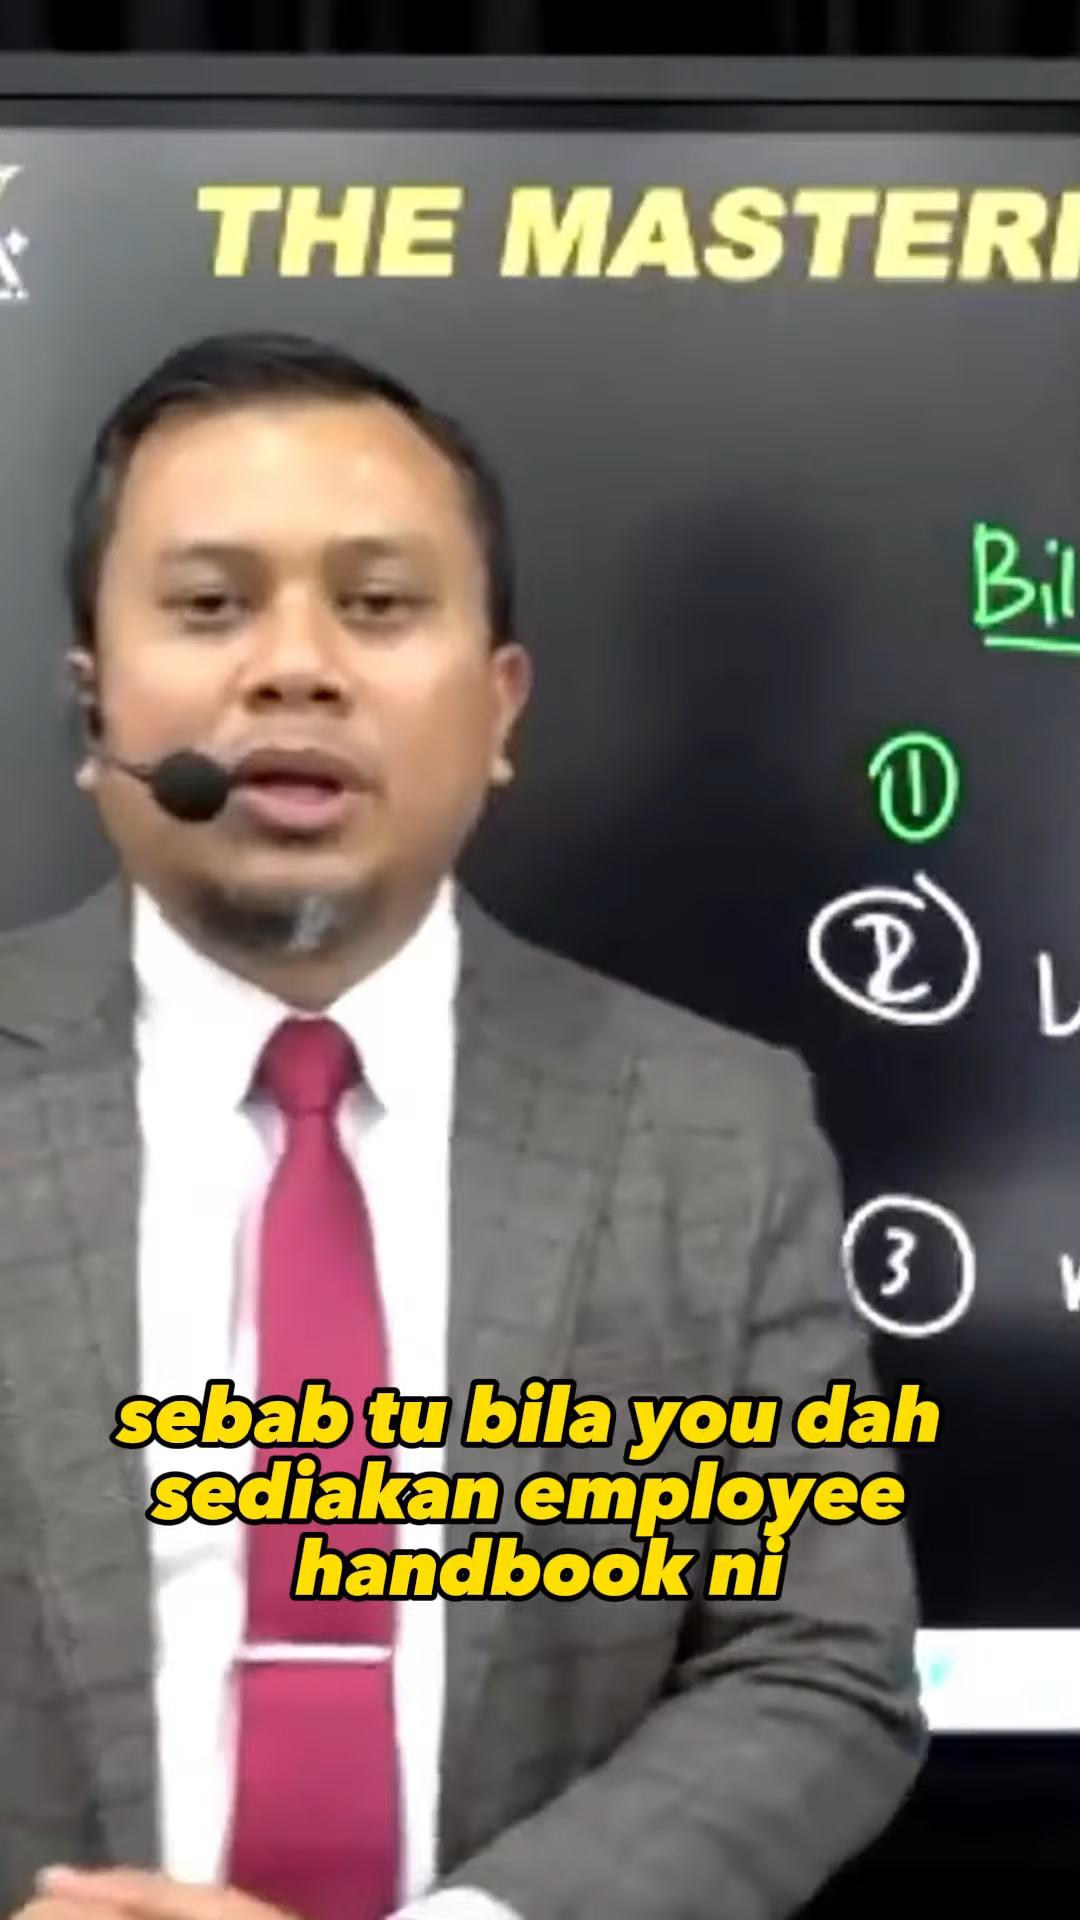 THE MASTER
Bil
1
2
3
sebab tu bila you dah
sediakan employee
handbook ni